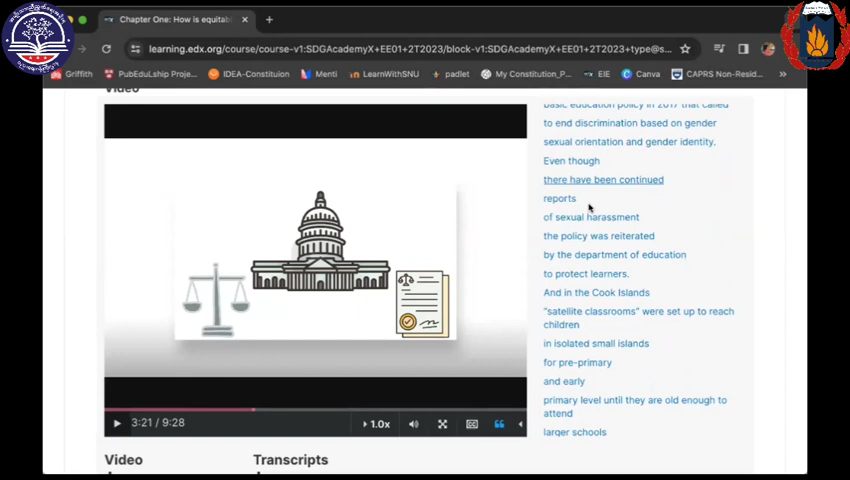 Chapter One: How is equitab
learning.edx.org/course/course-v1:SDGAcademyX+EE01+2T2023/block-v1:SDGAcademyX+EE01+2T2023+type@s...
Griffith
PubEduLship Proje...
IDEA-Constituion
Menti
LearnWithSNU
padlet
My Constitution_P...
EIE
Canva
CAPRS Non-Resid...
Video
basic education policy in 2017 that called
to end discrimination based on gender
sexual orientation and gender identity.
Even though
there have been continued
reports
of sexual harassment
the policy was reiterated
by the department of education
to protect learners.
And in the Cook Islands
“satellite classrooms” were set up to reach
children
in isolated small islands
for pre-primary
and early
primary level until they are old enough to
attend
larger schools
3:21 / 9:28
1.0x
Video
Transcripts